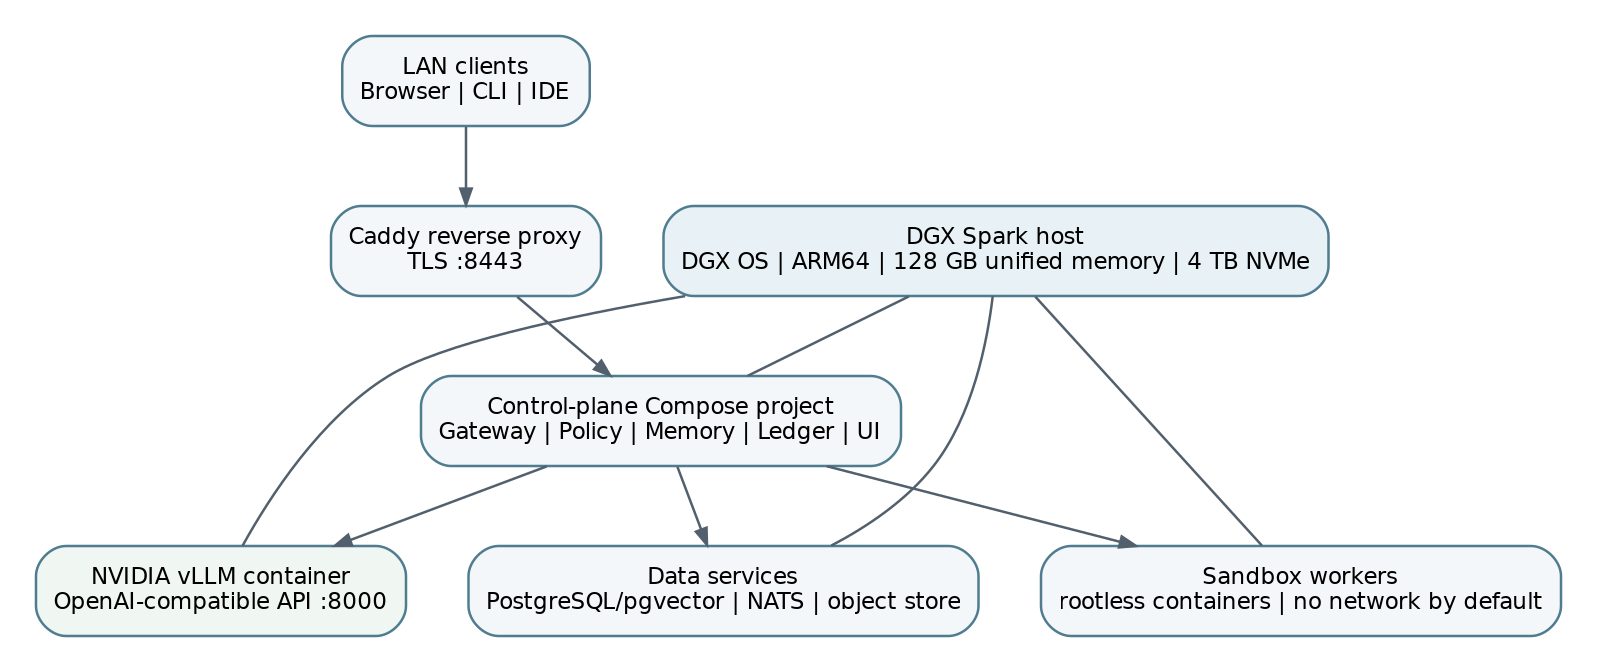 LAN clients
Browser | CLI | IDE
Caddy reverse proxy
TLS :8443
DGX Spark host
DGX OS | ARM64 | 128 GB unified memory | 4 TB NVMe
Control-plane Compose project
Gateway | Policy | Memory | Ledger | UI
NVIDIA vLLM container
OpenAI-compatible API :8000
Data services
PostgreSQL/pgvector | NATS | object store
Sandbox workers
rootless containers | no network by default